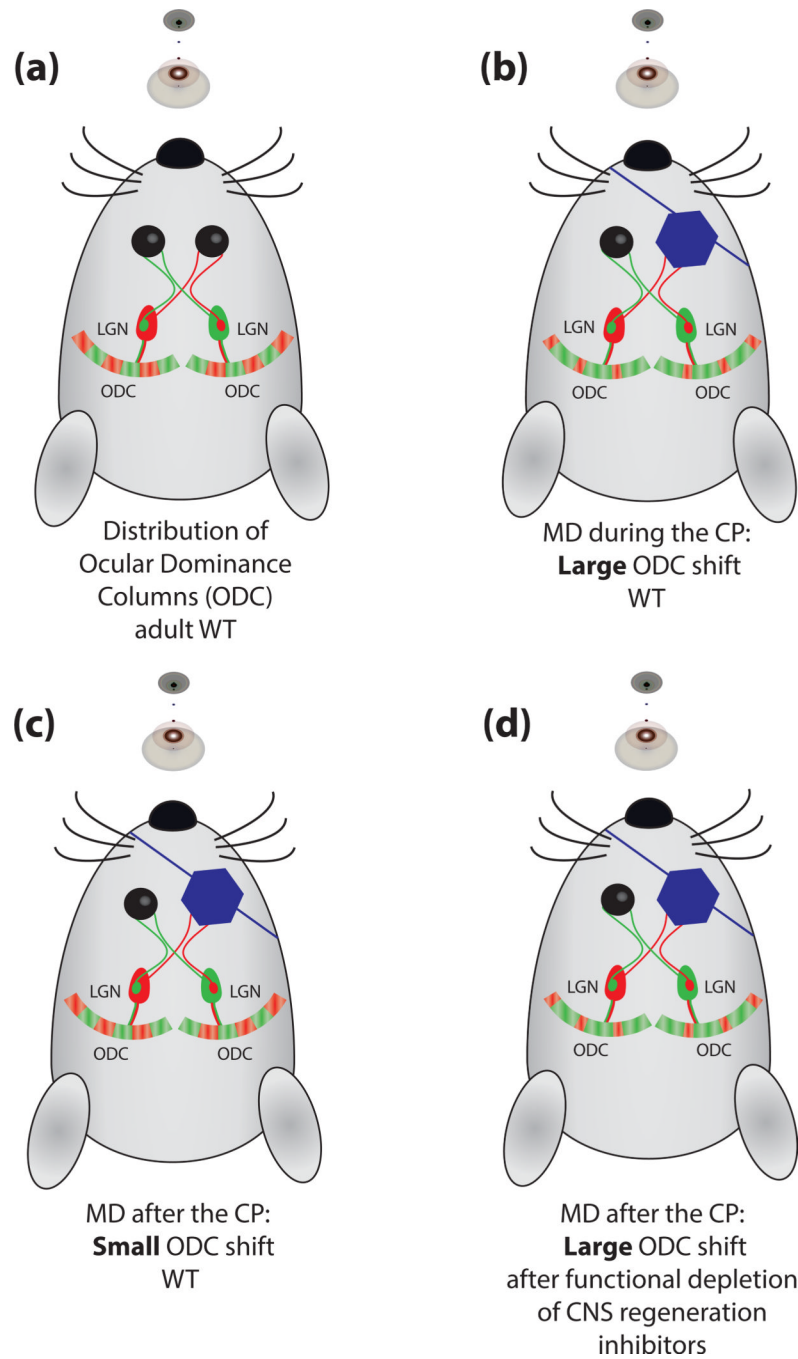 (a)
LGN
LGN
ODC
ODC
Distribution of
Ocular Dominance
Columns (ODC)
adult WT
(b)
LGN
LGN
ODC
ODC
MD during the CP:
Large ODC shift
WT
(c)
LGN
LGN
ODC
ODC
MD after the CP:
Small ODC shift
WT
(d)
LGN
LGN
ODC
ODC
MD after the CP:
Large ODC shift
after functional depletion
of CNS regeneration
inhibitors